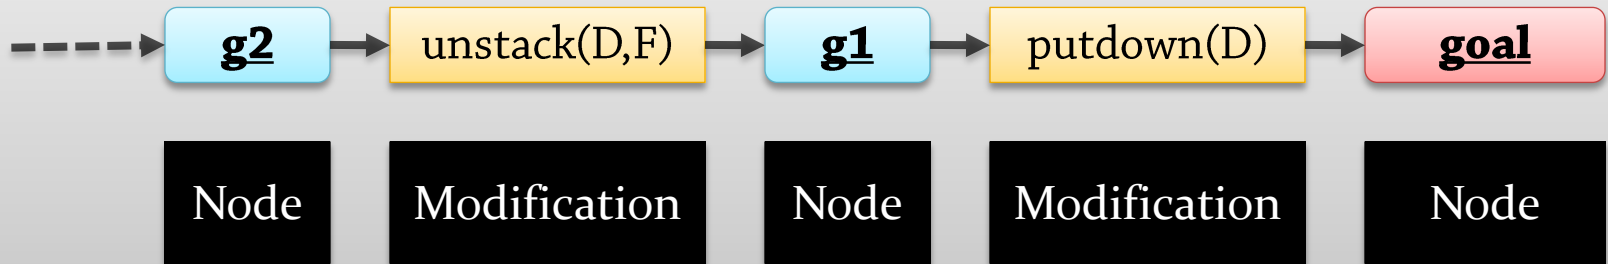 g2 unstack(D,F) g1 putdown(D) goal
Node Modification Node Modification Node